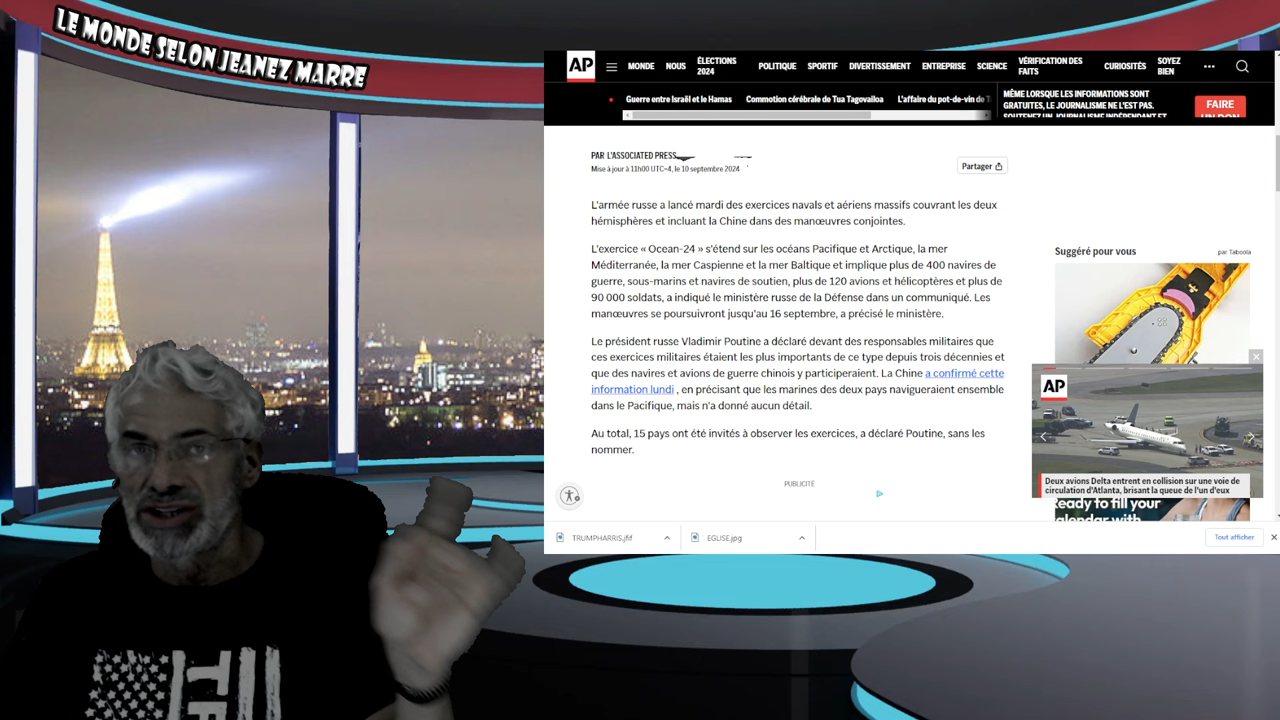 LE MONDE SELON JEANEZ MARRE
AP
MONDE
NOUS
ÉLECTIONS
2024
POLITIQUE
SPORTIF
DIVERTISSEMENT
ENTREPRISE
SCIENCE
VÉRIFICATION DES
FAITS
CURIOSITÉS
SOYEZ
BIEN
Guerre entre Israël et le Hamas
Commotion cérébrale de Tua Tagovailoa
L'affaire du pot-de-vin de
MÊME LORSQUE LES INFORMATIONS SONT
GRATUITES, LE JOURNALISME NE L'EST PAS.
SOUTENEZ UN JOURNALISME INDÉPENDANT ET
FAIRE
UN DON
PAR L'ASSOCIATED PRESS
Mise à jour à 11h00 UTC−4, le 10 septembre 2024
Partager
L'armée russe a lancé mardi des exercices navals et aériens massifs couvrant les deux
hémisphères et incluant la Chine dans des manœuvres conjointes.
L'exercice « Ocean-24 » s'étend sur les océans Pacifique et Arctique, la mer
Méditerranée, la mer Caspienne et la mer Baltique et implique plus de 400 navires de
guerre, sous-marins et navires de soutien, plus de 120 avions et hélicoptères et plus de
90 000 soldats, a indiqué le ministère russe de la Défense dans un communiqué. Les
manœuvres se poursuivront jusqu'au 16 septembre, a précisé le ministère.
Le président russe Vladimir Poutine a déclaré devant des responsables militaires que
ces exercices militaires étaient les plus importants de ce type depuis trois décennies et
que des navires et avions de guerre chinois y participeraient. La Chine a confirmé cette
information lundi , en précisant que les marines des deux pays navigueraient ensemble
dans le Pacifique, mais n'a donné aucun détail.
Au total, 15 pays ont été invités à observer les exercices, a déclaré Poutine, sans les
nommer.
PUBLICITÉ
Suggéré pour vous
par Taboola
AP
Deux avions Delta entrent en collision sur une voie de
circulation d'Atlanta, brisant la queue de l'un d'eux
Ready to fill your
calendar with
TRUMPHARRIS.jfif
EGLISE.jpg
Tout afficher